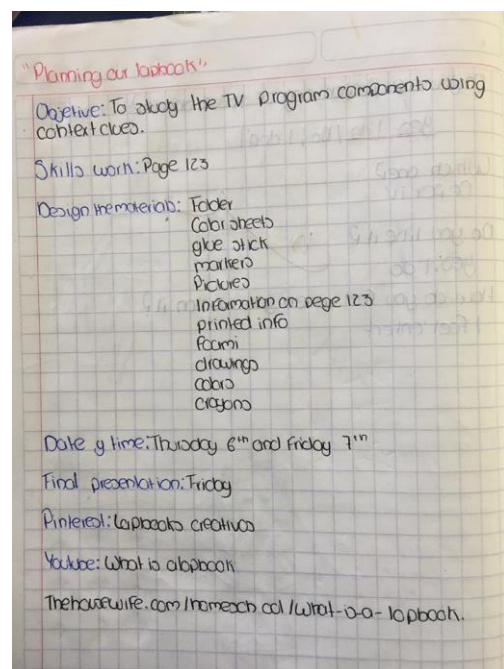 "Planning our lapbook".
Objetive: To study the TV program components using
context clues.
Skills work: Page 123
Design the materials: Folder
Color sheets
glue stick
markers
Pictures
Information on page 123
printed info
foami
drawings
colors
crayons
Date y time: Thursday 6th and Friday 7th
Final presentation: Friday
Pinterest: Lapbooks creativos
Youtube: What is a lapbook
Thehousewife.com/homeschool/what-is-a-lapbook.